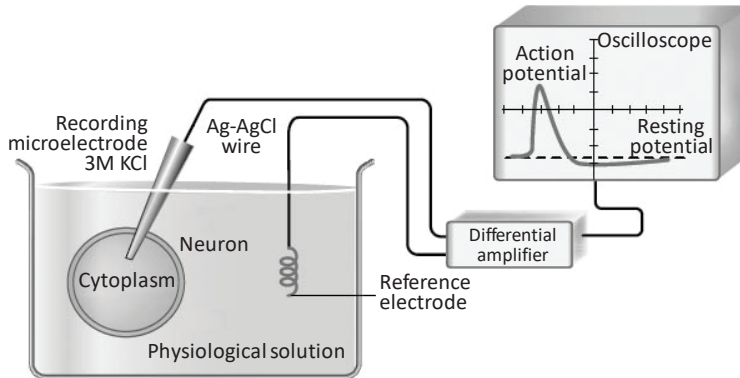 Oscilloscope
Action
potential
Resting
potential
Recording
microelectrode
3M KCl
Ag-AgCl
wire
Neuron
Cytoplasm
Differential
amplifier
Reference
electrode
Physiological solution